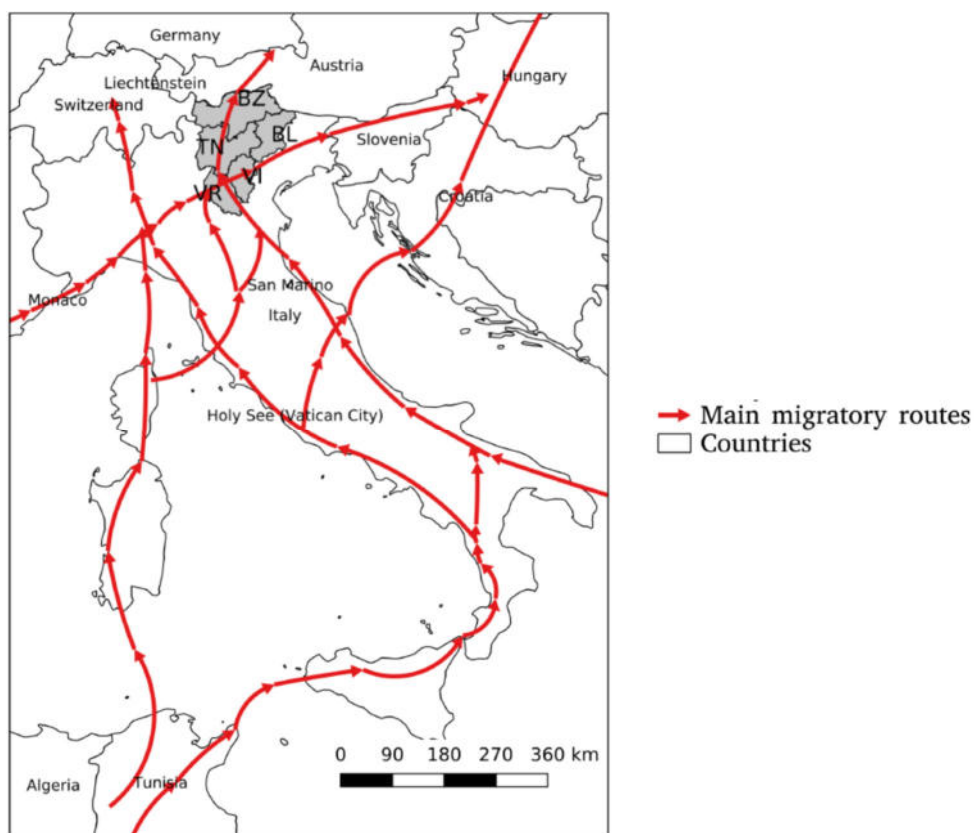 Germany
Austria
Liechtenstein
Switzerland
Hungary
BZ
BL
TN
Slovenia
VI
VR
Croatia
San Marino
Monaco
Italy
Holy See (Vatican City)
Main migratory routes
Countries
0 90 180 270 360 km
Algeria
Tunisia